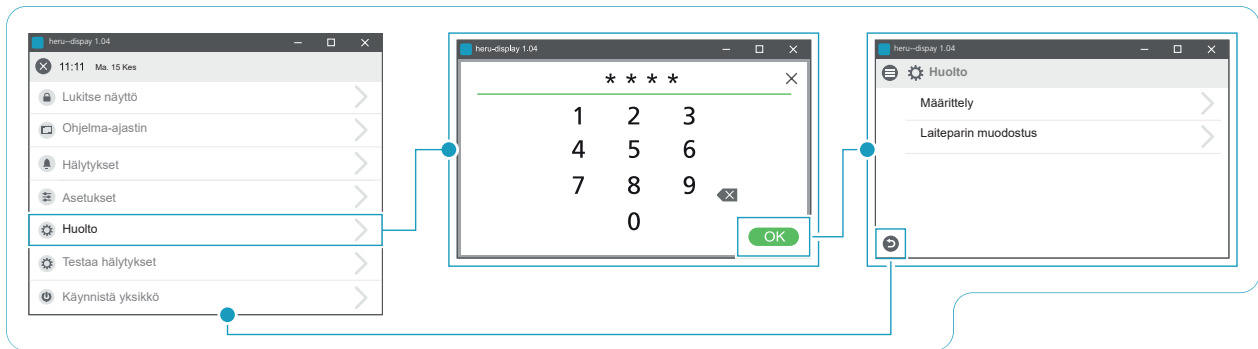 heru--dispay 1.04
11:11 Ma. 15 Kes
Lukitse näyttö
Ohjelma-ajastin
Hälytykset
Asetukset
Huolto
Testaa hälytykset
Käynnistä yksikkö
heru-display 1.04
* * * *
1 2 3
4 5 6
7 8 9
0
OK
heru--dispay 1.04
Huolto
Määrittely
Laiteparin muodostus